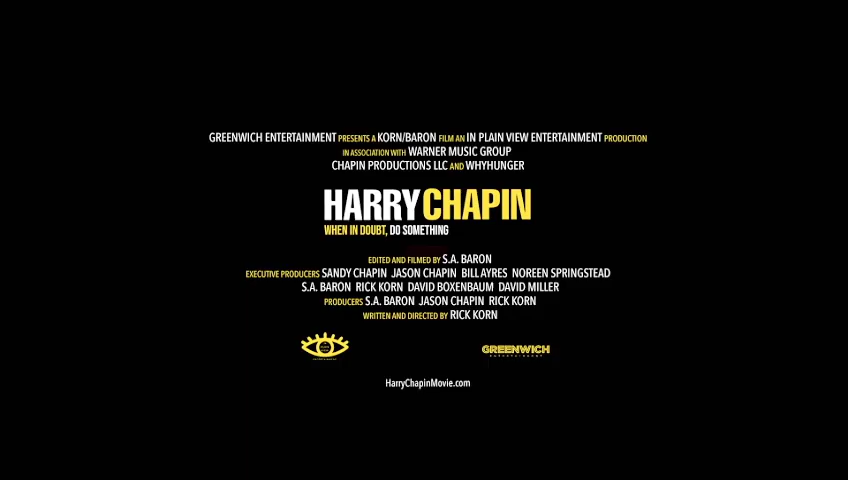 GREENWICH ENTERTAINMENT PRESENTS A KORN/BARON FILM AN IN PLAIN VIEW ENTERTAINMENT PRODUCTION
IN ASSOCIATION WITH WARNER MUSIC GROUP
CHAPIN PRODUCTIONS LLC AND WHYHUNGER
HARRY CHAPIN
WHEN IN DOUBT, DO SOMETHING
EDITED AND FILMED BY S.A. BARON
EXECUTIVE PRODUCERS SANDY CHAPIN JASON CHAPIN BILL AYRES NOREEN SPRINGSTEAD
S.A. BARON RICK KORN DAVID BOXENBAUM DAVID MILLER
PRODUCERS S.A. BARON JASON CHAPIN RICK KORN
WRITTEN AND DIRECTED BY RICK KORN
GREENWICH
ENTERTAINMENT
HarryChapinMovie.com